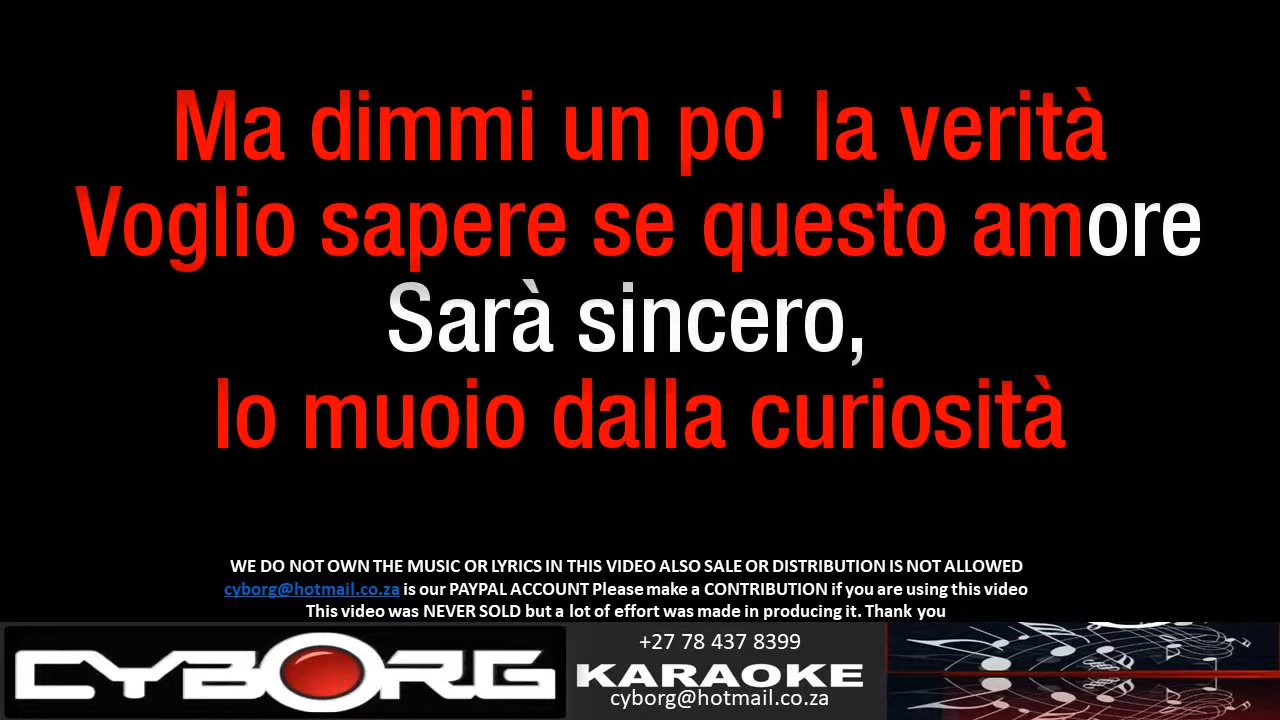 Ma dimmi un po' la verità
Voglio sapere se questo amore
Sarà sincero,
Io muoio dalla curiosità
WE DO NOT OWN THE MUSIC OR LYRICS IN THIS VIDEO ALSO SALE OR DISTRIBUTION IS NOT ALLOWED
cyborg@hotmail.co.za is our PAYPAL ACCOUNT Please make a CONTRIBUTION if you are using this video
This video was NEVER SOLD but a lot of effort was made in producing it. Thank you
CYBORG
+27 78 437 8399
KARAOKE
cyborg@hotmail.co.za